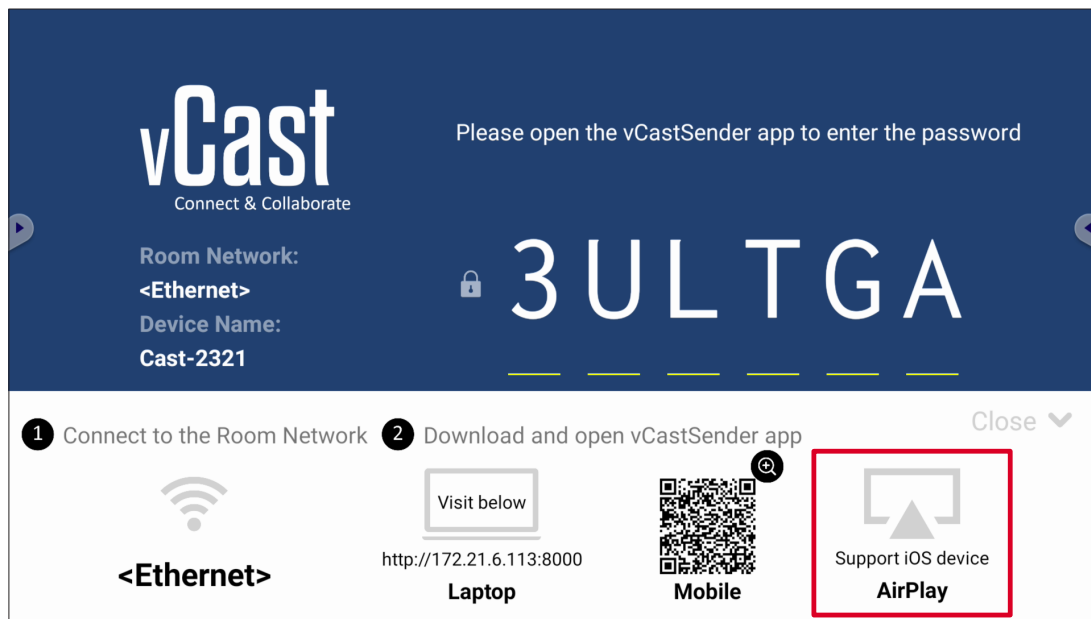 vCast
Connect & Collaborate
Please open the vCastSender app to enter the password
Room Network:
<Ethernet>
Device Name:
Cast-2321
3ULTGA
Close
1 Connect to the Room Network
2 Download and open vCastSender app
<Ethernet>
Visit below
http://172.21.6.113:8000
Laptop
Mobile
Support iOS device
AirPlay